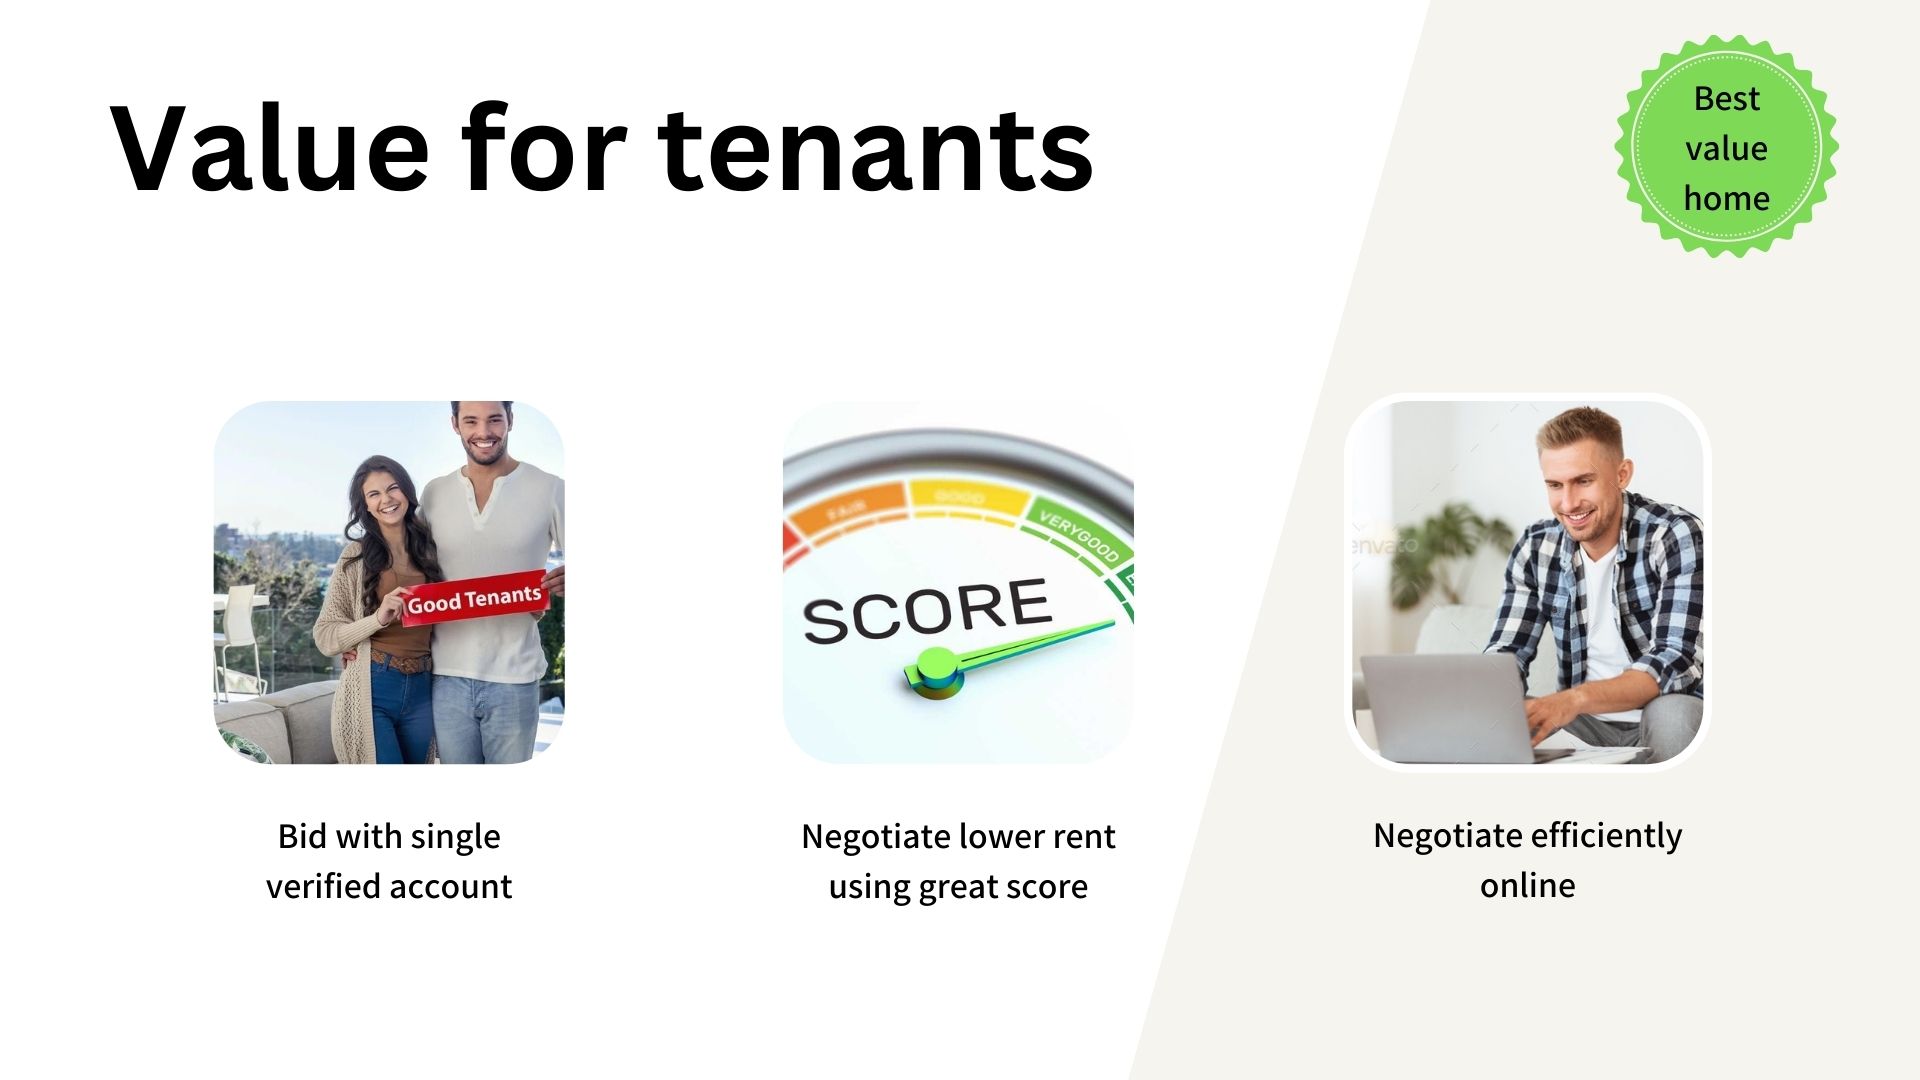 Value for tenants
Best
value
home
Good Tenants
FAIR
GOOD
VERYGOOD
SCORE
envato
Bid with single
verified account
Negotiate lower rent
using great score
Negotiate efficiently
online